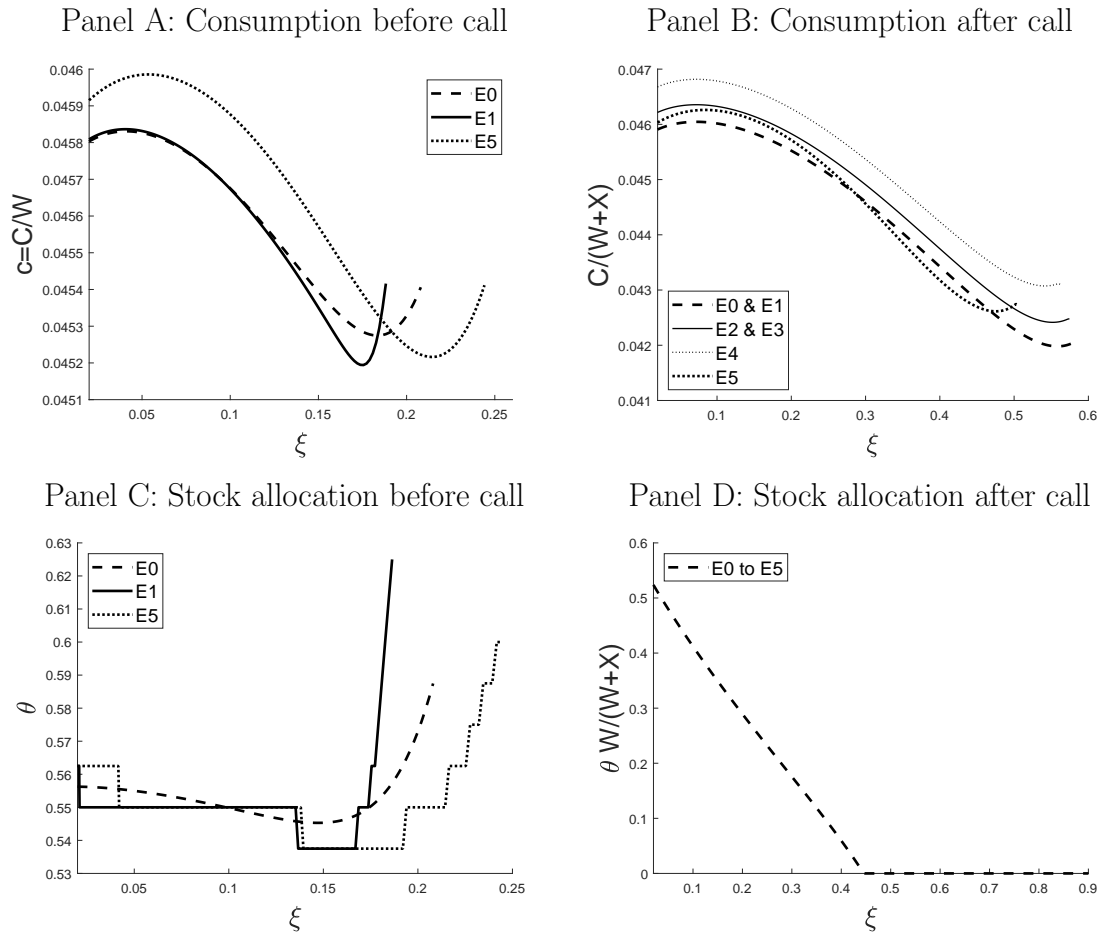 Panel A: Consumption before call
0.046
0.0459
0.0458
0.0457
0.0456
0.0455
0.0454
0.0453
0.0452
0.0451
c=C/W
E0
E1
E5
0.05
0.1
0.15
0.2
0.25
ξ
Panel B: Consumption after call
0.047
0.046
0.045
0.044
0.043
0.042
0.041
C/(W+X)
E0 & E1
E2 & E3
E4
E5
0.1
0.2
0.3
0.4
0.5
0.6
ξ
Panel C: Stock allocation before call
0.63
0.62
0.61
0.6
0.59
0.58
0.57
0.56
0.55
0.54
0.53
θ
E0
E1
E5
0.05
0.1
0.15
0.2
0.25
ξ
Panel D: Stock allocation after call
0.6
0.5
0.4
0.3
0.2
0.1
0
θ W/(W+X)
E0 to E5
0.1
0.2
0.3
0.4
0.5
0.6
0.7
0.8
0.9
ξ